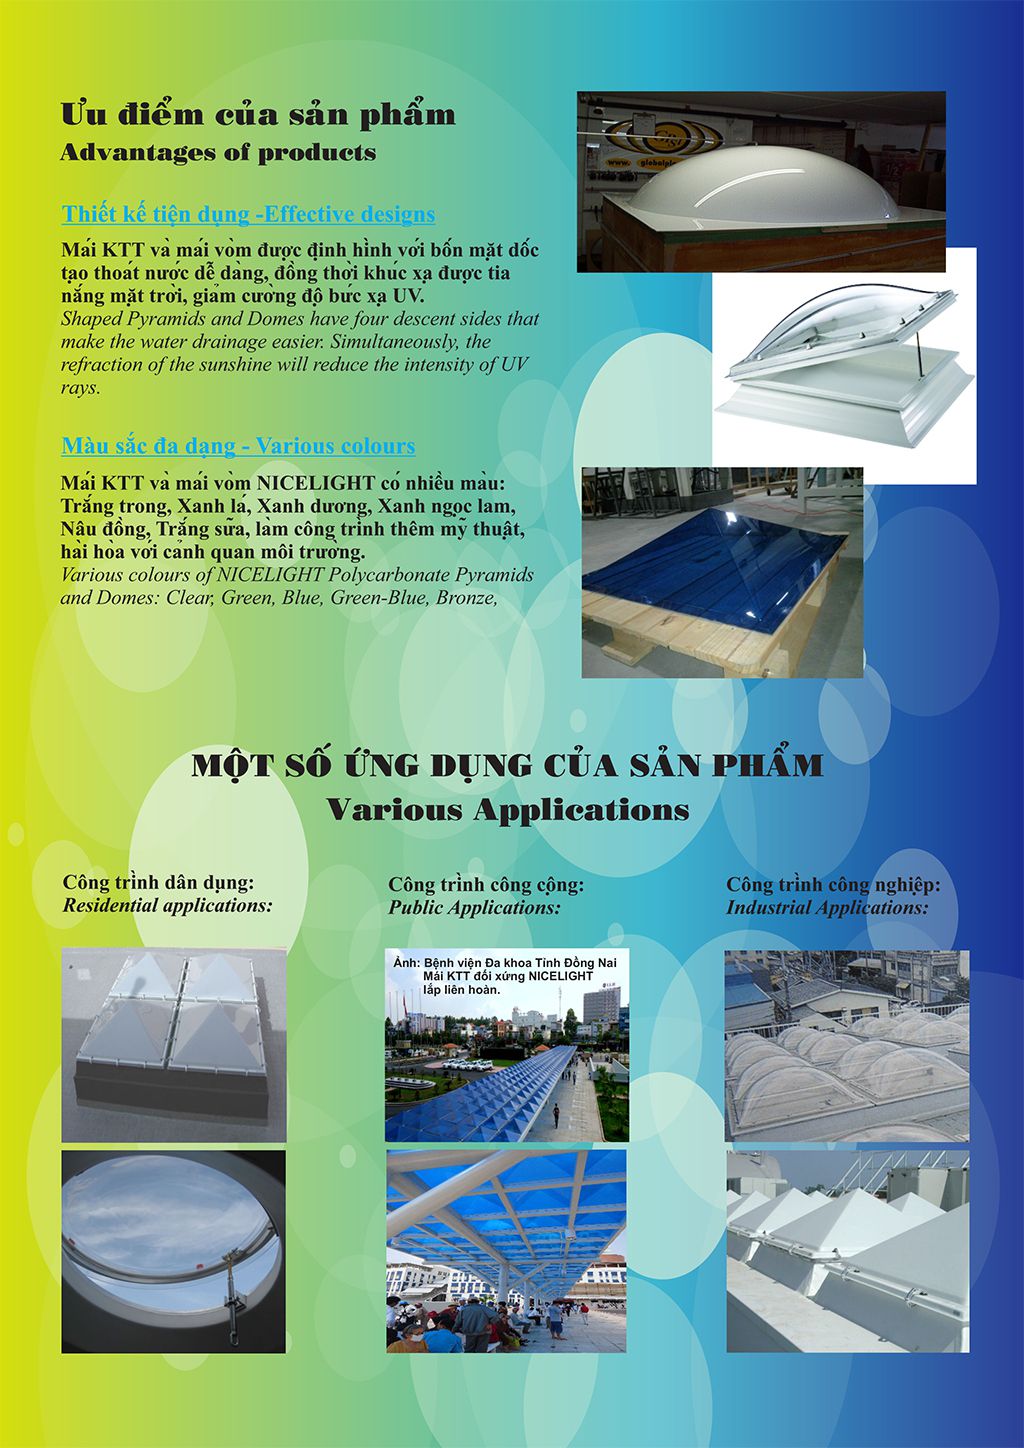 Ưu điểm của sản phẩm
Advantages of products
Thiết kế tiện dụng -Effective designs
Mái KTT và mái vòm được định hình với bốn mặt dốc
tạo thoát nước dễ dàng, đồng thời khúc xạ được tia
nắng mặt trời, giảm cường độ bức xạ UV.
Shaped Pyramids and Domes have four descent sides that
make the water drainage easier. Simultaneously, the
refraction of the sunshine will reduce the intensity of UV
rays.
Màu sắc đa dạng - Various colours
Mái KTT và mái vòm NICELIGHT có nhiều màu:
Trắng trong, Xanh lá, Xanh dương, Xanh ngọc lam,
Nâu đồng, Trắng sữa, làm công trình thêm mỹ thuật,
hài hòa với cảnh quan môi trường.
Various colours of NICELIGHT Polycarbonate Pyramids
and Domes: Clear, Green, Blue, Green-Blue, Bronze,
MỘT SỐ ỨNG DỤNG CỦA SẢN PHẨM
Various Applications
Công trình dân dụng:
Residential applications:
Công trình công cộng:
Public Applications:
Ảnh: Bệnh viện Đa khoa Tỉnh Đồng Nai
Mái KTT đối xứng NICELIGHT
lắp liên hoàn.
Công trình công nghiệp:
Industrial Applications: